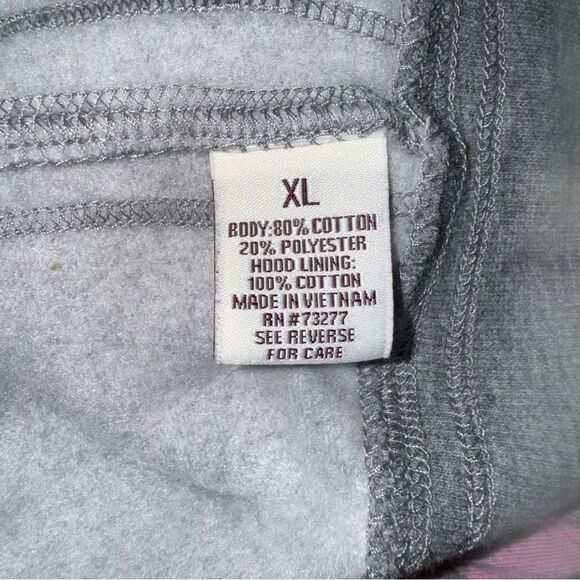 XL
BODY:80% COTTON
20% POLYESTER
HOOD LINING:
100% COTTON
MADE IN VIETNAM
RN #73277
SEE REVERSE
FOR CARE